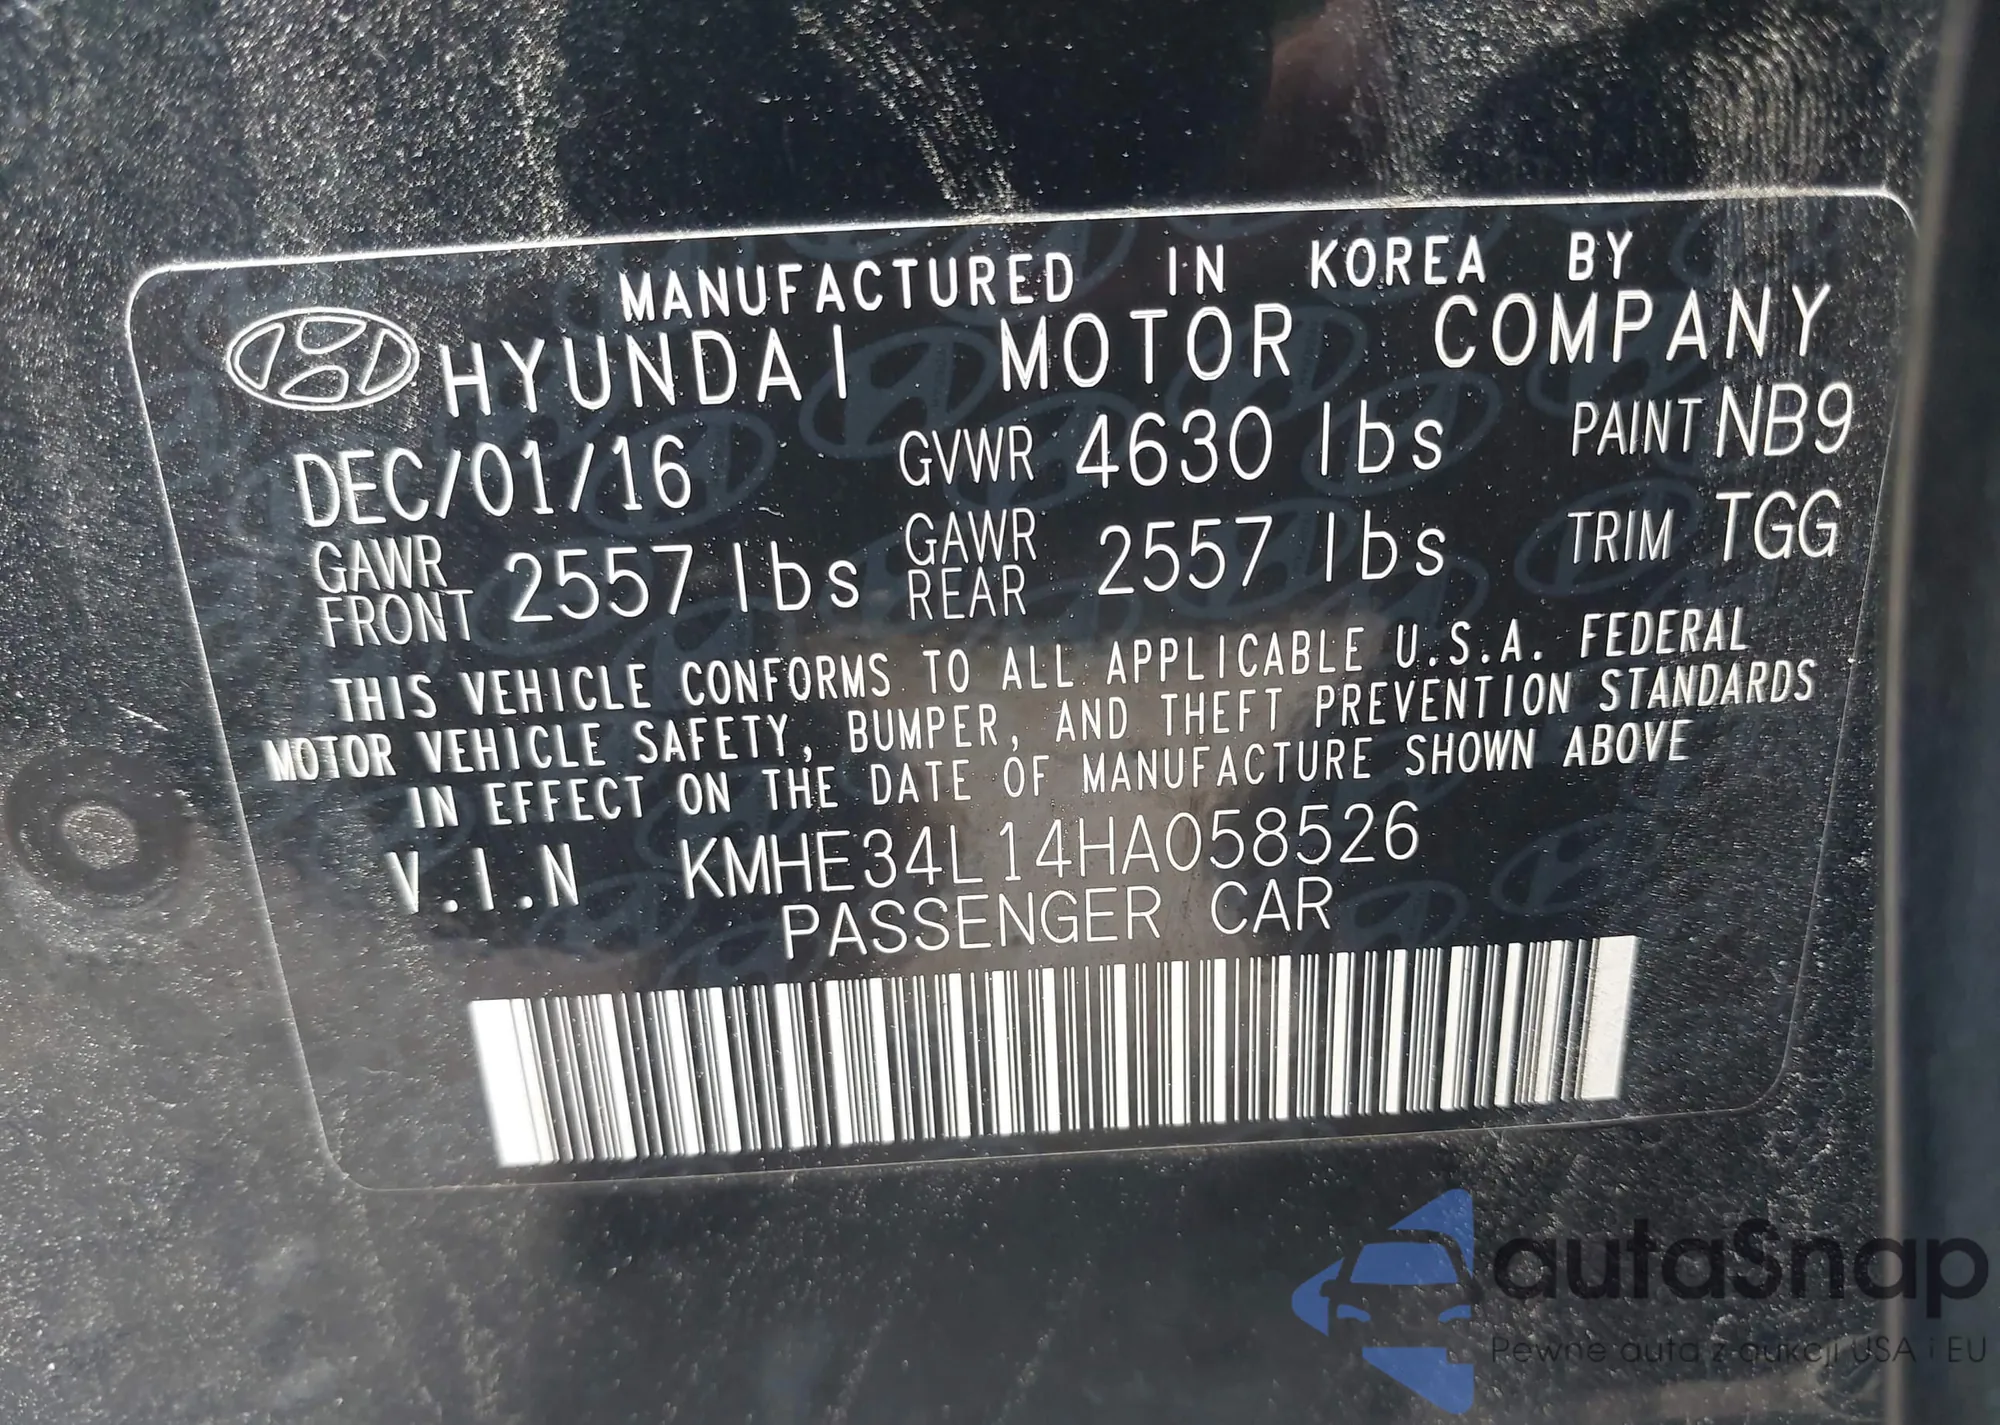 MANUFACTURED IN KOREA BY
HYUNDAI MOTOR COMPANY
DEC/01/16 GVWR 4630 lbs PAINT NB9
GAWR FRONT 2557 lbs GAWR REAR 2557 lbs TRIM TGG
THIS VEHICLE CONFORMS TO ALL APPLICABLE U.S.A. FEDERAL
MOTOR VEHICLE SAFETY, BUMPER, AND THEFT PREVENTION STANDARDS
IN EFFECT ON THE DATE OF MANUFACTURE SHOWN ABOVE
V.I.N KMHE34L14HA058526
PASSENGER CAR
autaSnap
Pewne auta z aukcji USA i EU